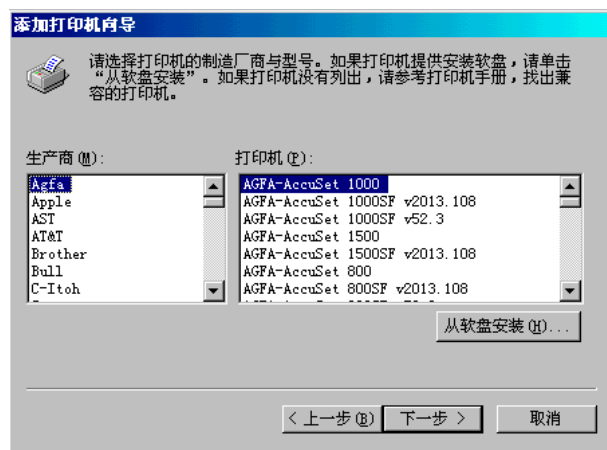 添加打印机向导
请选择打印机的制造厂商与型号。如果打印机提供安装软盘，请单击
“从软盘安装”。如果打印机没有列出，请参考打印机手册，找出兼
容的打印机。
生产商(M):
打印机(P):
Agfa
Apple
AST
AT&T
Brother
Bull
C-Itoh
AGFA-AccuSet 1000
AGFA-AccuSet 1000SF v2013.108
AGFA-AccuSet 1000SF v52.3
AGFA-AccuSet 1500
AGFA-AccuSet 1500SF v2013.108
AGFA-AccuSet 800
AGFA-AccuSet 800SF v2013.108
从软盘安装(H)...
< 上一步(B)
下一步 >
取消